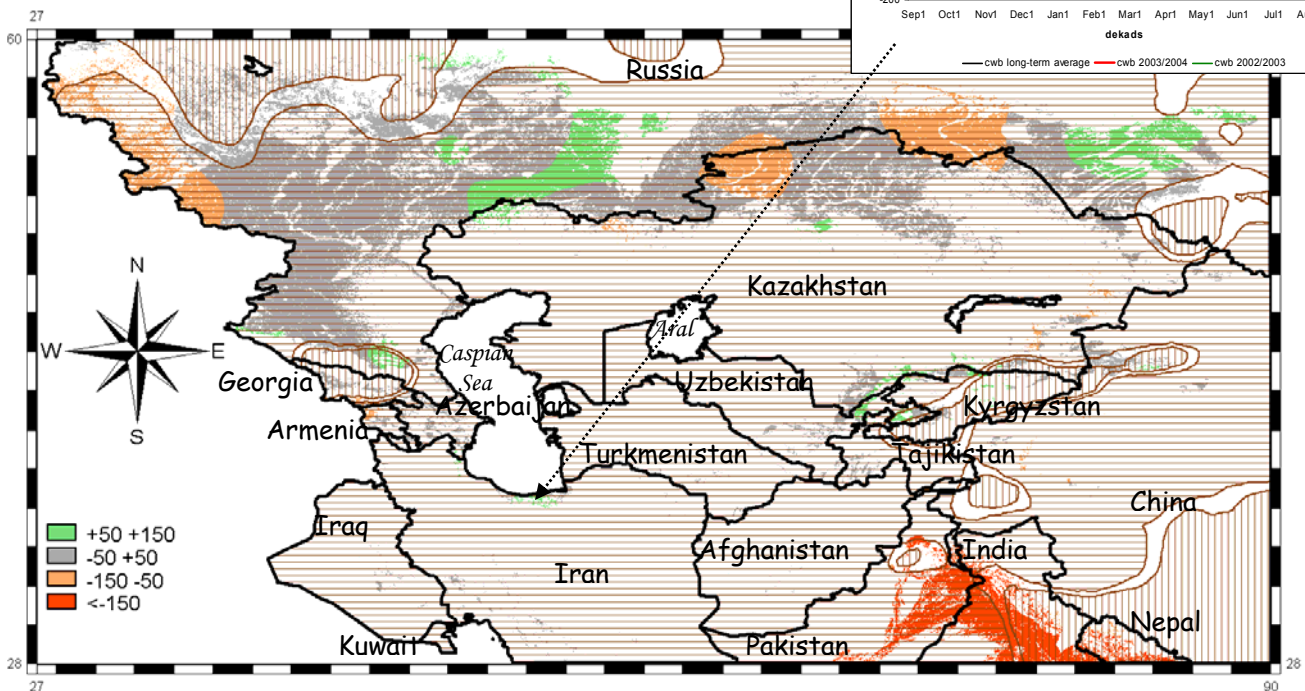 -200
Sep1 Oct1 Nov1 Dec1 Jan1 Feb1 Mar1 Apr1 May1 Jun1 Jul1
dekads
cwb long-term average cwb 2003/2004 cwb 2002/2003
27
60
Russia
N
W E
S
Kazakhstan
Aral
Caspian
Sea
Georgia
Uzbekistan
Azerbaijan
Kyrgyzstan
Armenia
Turkmenistan
Tajikistan
China
Iraq
Afghanistan
India
Iran
+50 +150
-50 +50
-150 -50
<-150
Nepal
Kuwait
Pakistan
28
28
27
90